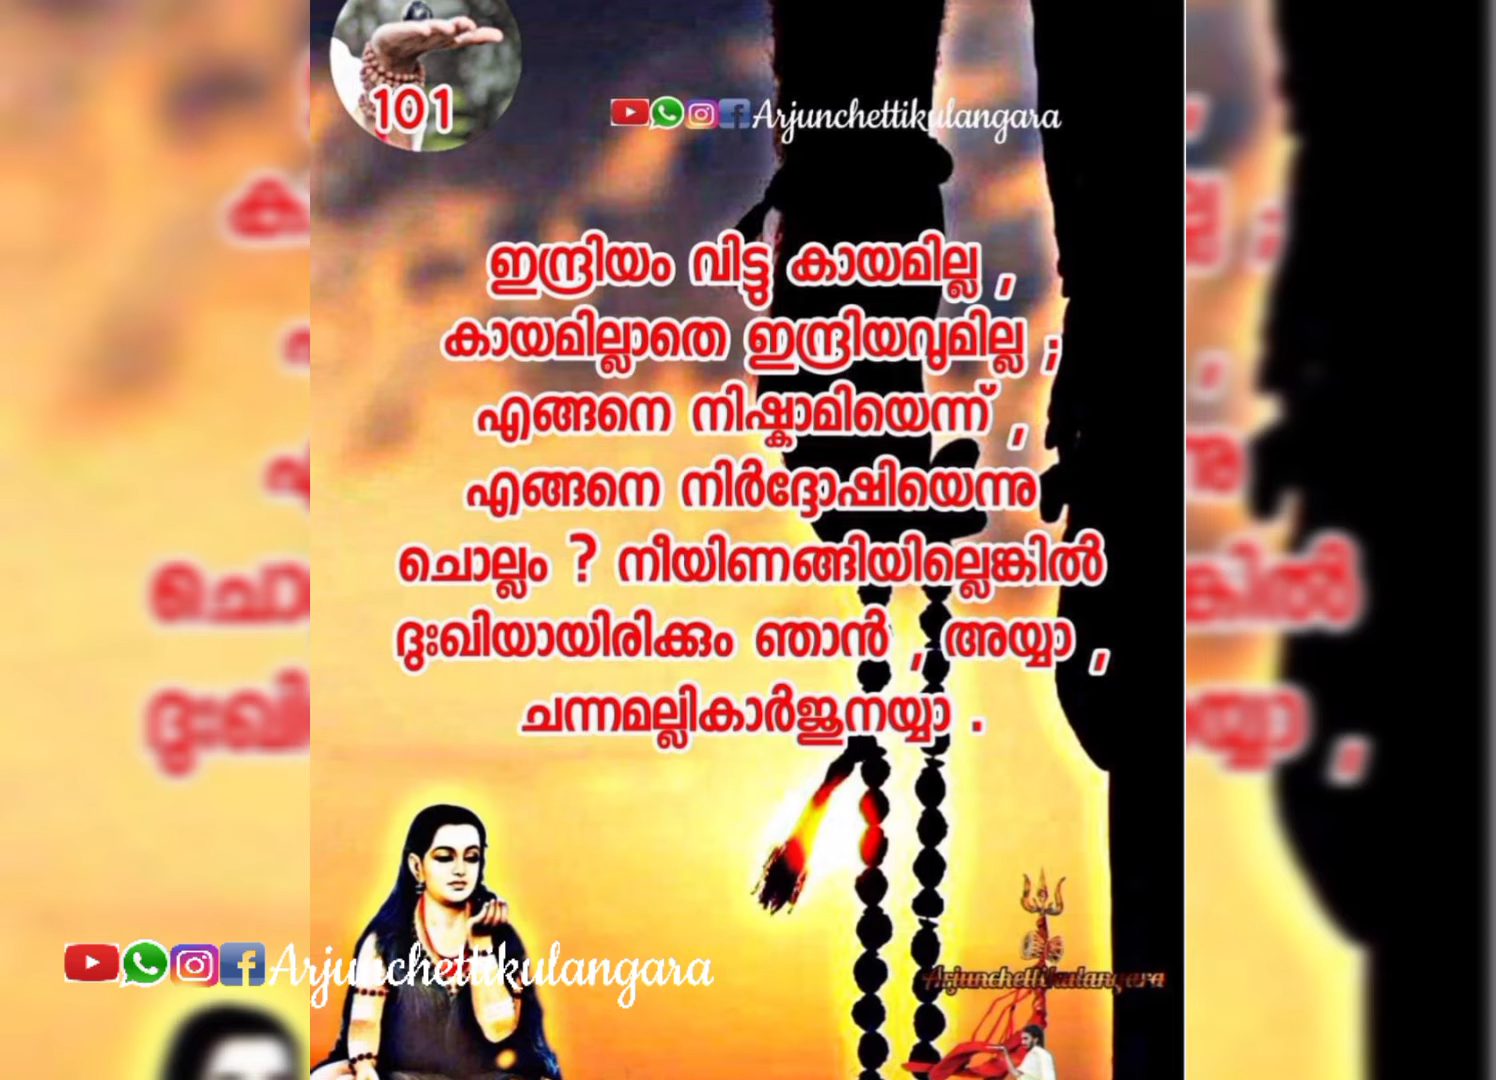 101
Arjunchettikulangara
ഇന്ദ്രിയം വിട്ടു കായമില്ല ,
കായമില്ലാതെ ഇന്ദ്രിയവുമില്ല ;
എങ്ങനെ നിഷ്കാമിയെന്ന് ,
എങ്ങനെ നിർദ്ദോഷിയെന്നു
ചൊല്ലം ? നീയിണങ്ങിയില്ലെങ്കിൽ
ദുഃഖിയായിരിക്കും ഞാൻ , അയ്യാ ,
ചന്നമല്ലികാർജുനയ്യാ .
Arjunchettikulangara
Arjunchettikulangara